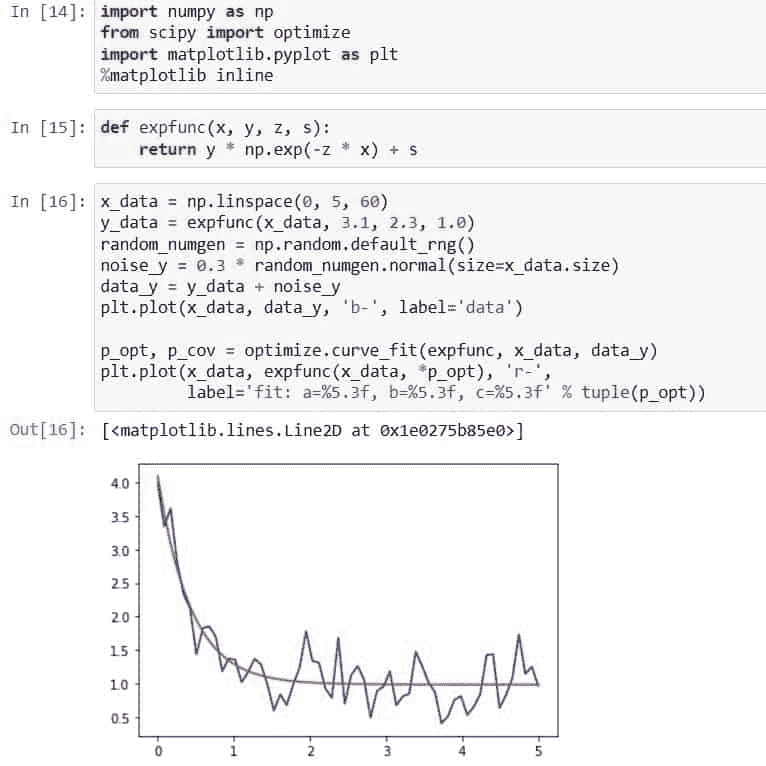 In [14]: import numpy as np
from scipy import optimize
import matplotlib.pyplot as plt
%matplotlib inline
In [15]: def expfunc(x, y, z, s):
    return y * np.exp(-z * x) + s
In [16]: x_data = np.linspace(0, 5, 60)
y_data = expfunc(x_data, 3.1, 2.3, 1.0)
random_numgen = np.random.default_rng()
noise_y = 0.3 * random_numgen.normal(size=x_data.size)
data_y = y_data + noise_y
plt.plot(x_data, data_y, 'b-', label='data')
p_opt, p_cov = optimize.curve_fit(expfunc, x_data, data_y)
plt.plot(x_data, expfunc(x_data, *p_opt), 'r-',
         label='fit: a=%5.3f, b=%5.3f, c=%5.3f' % tuple(p_opt))
Out[16]: [<matplotlib.lines.Line2D at 0x1e0275b85e0>]
4.0
3.5
3.0
2.5
2.0
1.5
1.0
0.5
0 1 2 3 4 5